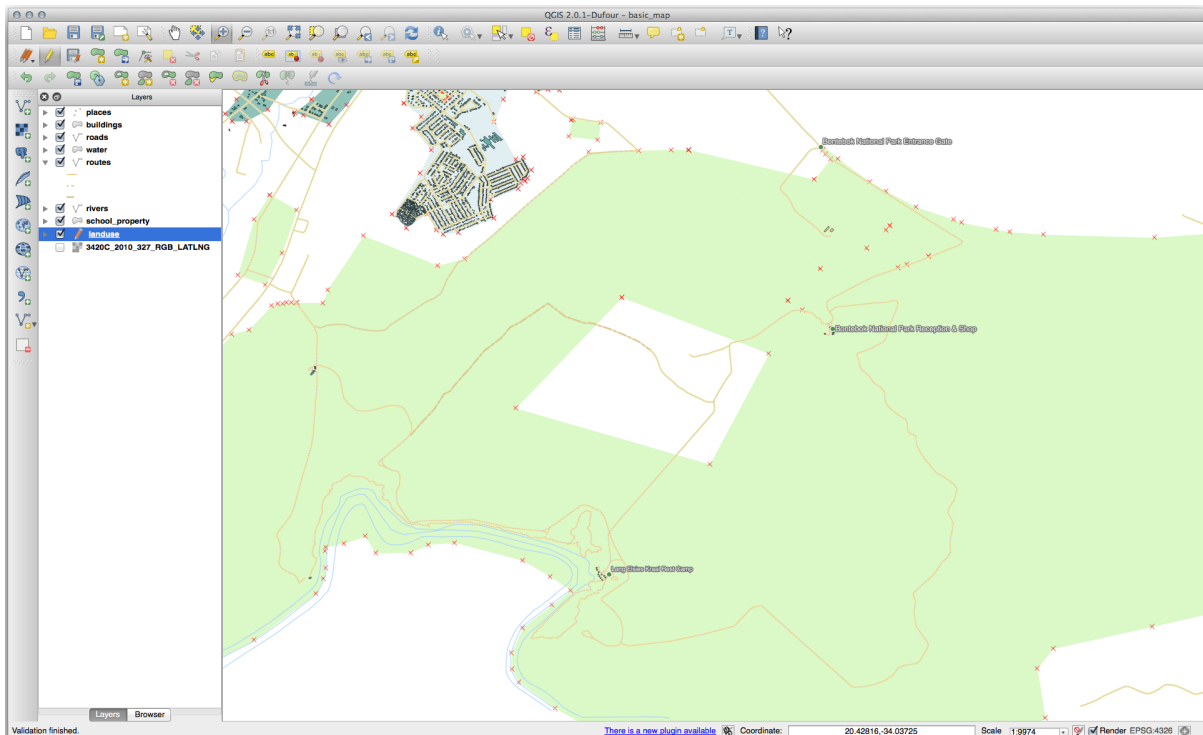 QGIS 2.0.1-Dufour - basic_map
Layers
places
buildings
roads
water
routes
rivers
school_property
landuse
3420C_2010_327_RGB_LATLNG
Bontebok National Park Entrance Gate
Bontebok National Park Reception & Shop
Lang Elsies Kraal Rest Camp
Layers Browser
Validation finished. There is a new plugin available Coordinate: 20.42816,-34.03725 Scale 1:9974 Render EPSG:4326